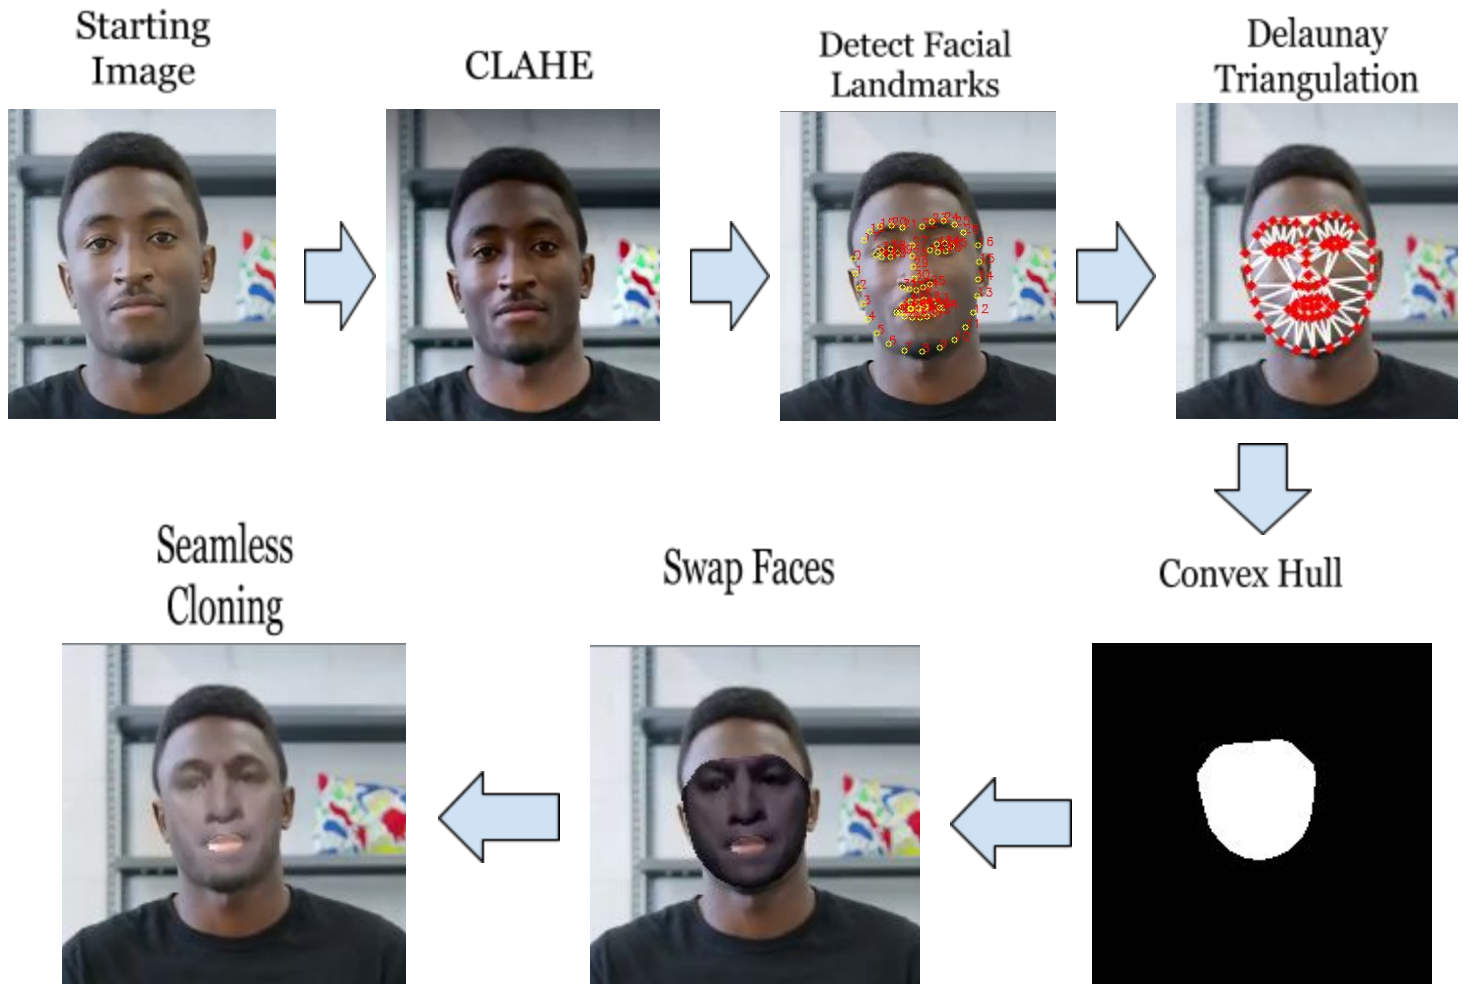 Starting
Image
CLAHE
Detect Facial
Landmarks
Delaunay
Triangulation
Seamless
Cloning
Swap Faces
Convex Hull